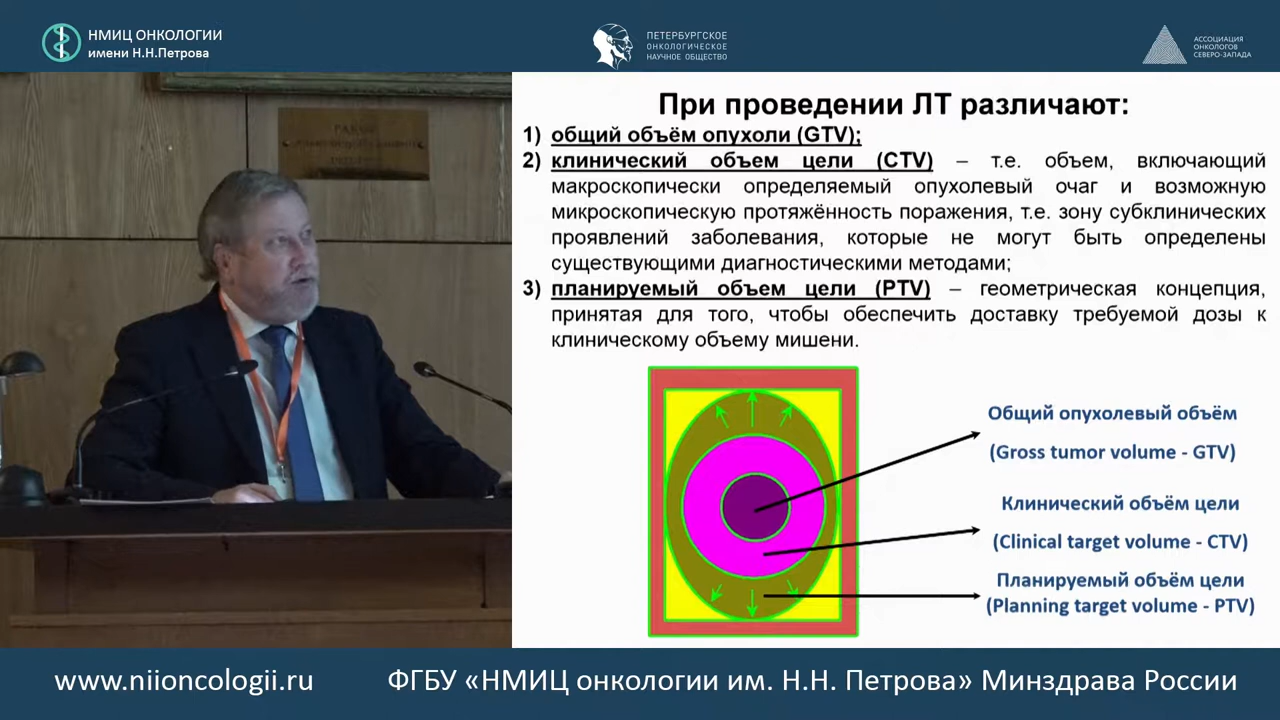 НМИЦ ОНКОЛОГИИ
имени Н.Н.Петрова
ПЕТЕРБУРГСКОЕ
ОНКОЛОГИЧЕСКОЕ
НАУЧНОЕ ОБЩЕСТВО
АССОЦИАЦИЯ
ОНКОЛОГОВ
СЕВЕРО-ЗАПАДА
При проведении ЛТ различают:
1) общий объём опухоли (GTV);
2) клинический объем цели (CTV) – т.е. объем, включающий
макроскопически определяемый опухолевый очаг и возможную
микроскопическую протяжённость поражения, т.е. зону субклинических
проявлений заболевания, которые не могут быть определены
существующими диагностическими методами;
3) планируемый объем цели (PTV) – геометрическая концепция,
принятая для того, чтобы обеспечить доставку требуемой дозы к
клиническому объему мишени.
Общий опухолевый объём
(Gross tumor volume - GTV)
Клинический объём цели
(Clinical target volume - CTV)
Планируемый объём цели
(Planning target volume - PTV)
www.niioncologii.ru
ФГБУ «НМИЦ онкологии им. Н.Н. Петрова» Минздрава России